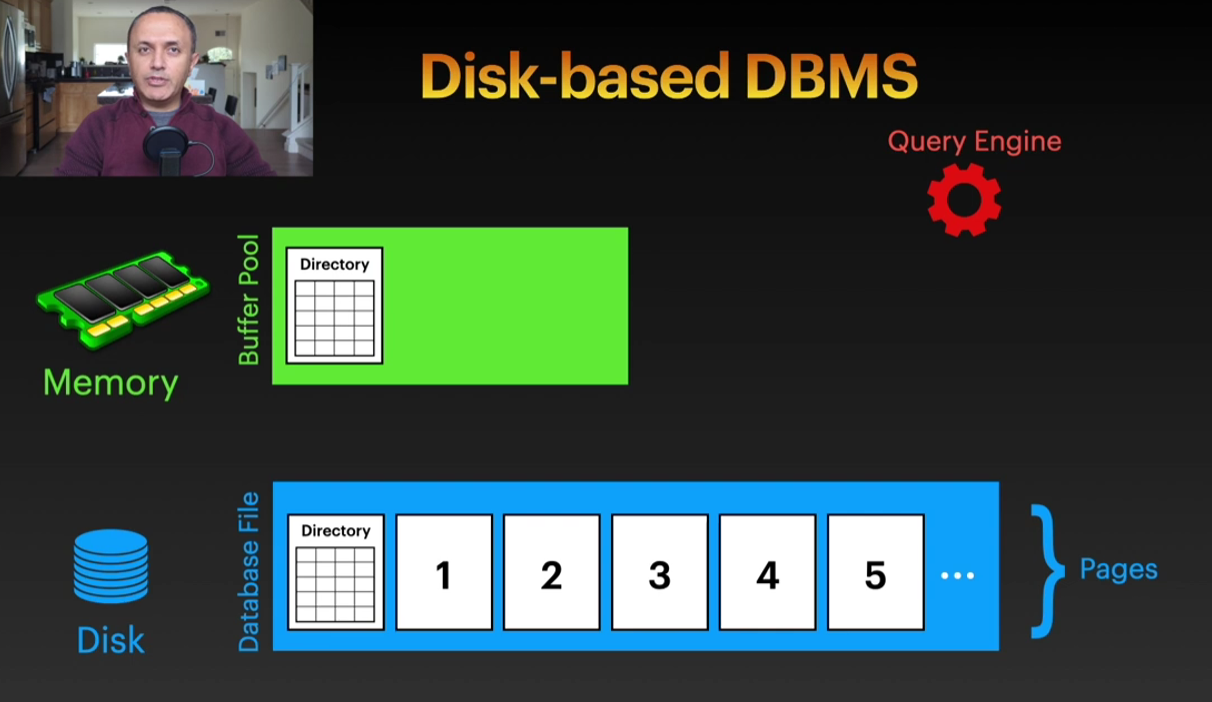 Disk-based DBMS
Query Engine
Buffer Pool
Directory
Memory
Database File
Directory
1
2
3
4
5
...
Pages
Disk